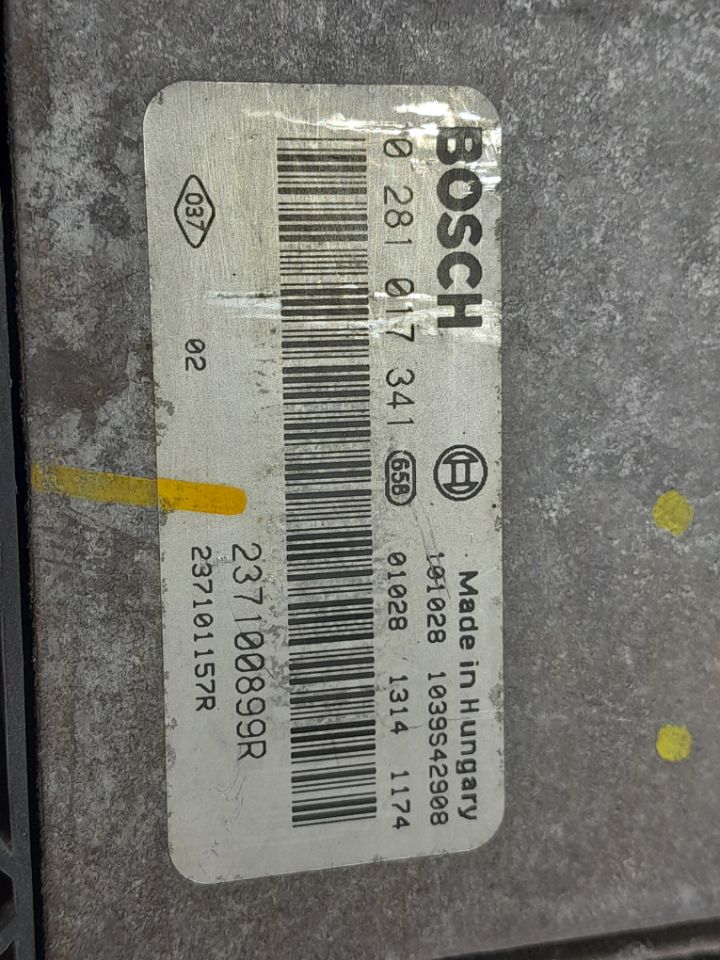 BOSCH
Made in Hungary
101028 1039S42908
0 281 017 341 658 01028 1314 1174
237100899R
037 02 237101157R